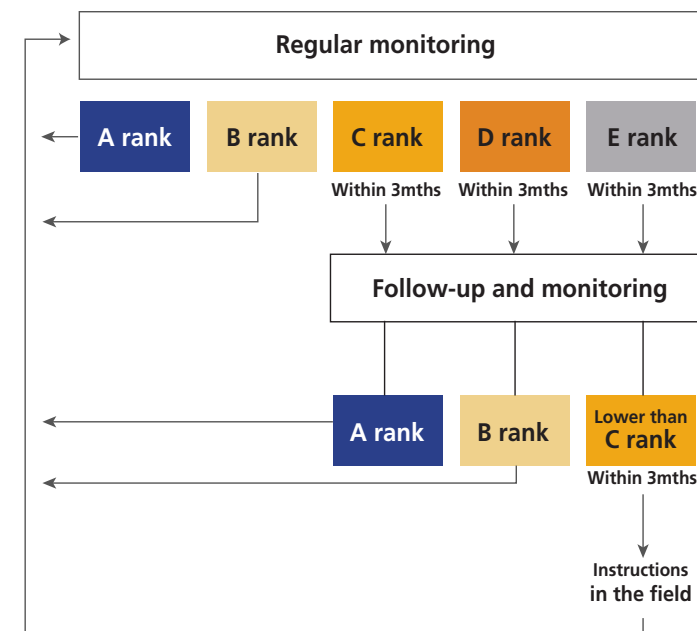 Regular monitoring
A rank
B rank
C rank
D rank
E rank
Within 3mths
Within 3mths
Within 3mths
Follow-up and monitoring
A rank
B rank
Lower than
C rank
Within 3mths
Instructions
in the field